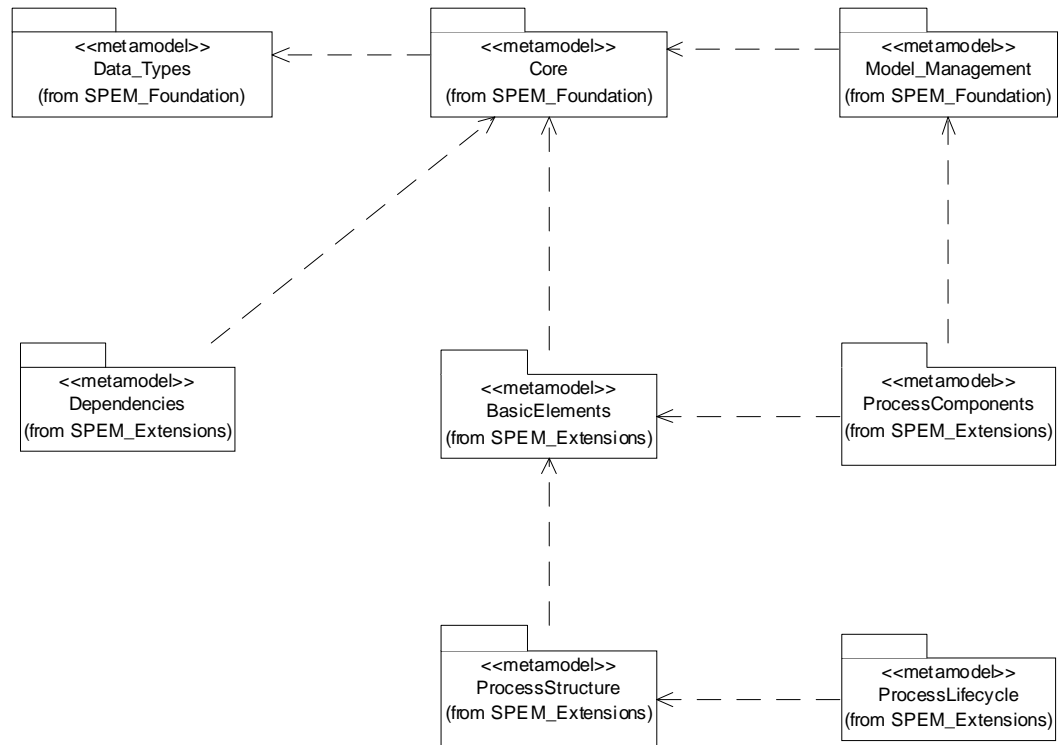 <<metamodel>>
Data_Types
(from SPEM_Foundation)
<<metamodel>>
Core
(from SPEM_Foundation)
<<metamodel>>
Model_Management
(from SPEM_Foundation)
<<metamodel>>
Dependencies
(from SPEM_Extensions)
<<metamodel>>
BasicElements
(from SPEM_Extensions)
<<metamodel>>
ProcessComponents
(from SPEM_Extensions)
<<metamodel>>
ProcessStructure
(from SPEM_Extensions)
<<metamodel>>
ProcessLifecycle
(from SPEM_Extensions)